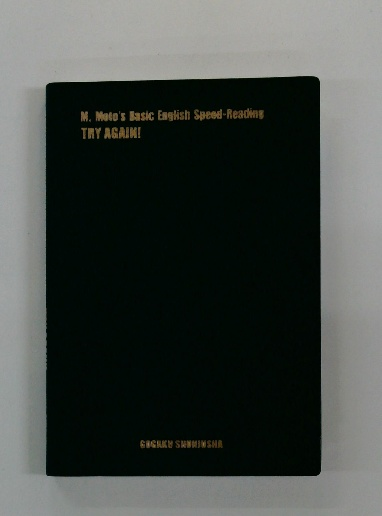 M. Moto's Basic English Speed-Reading
TRY AGAIN!
GOGAKU SHUNJUSHA